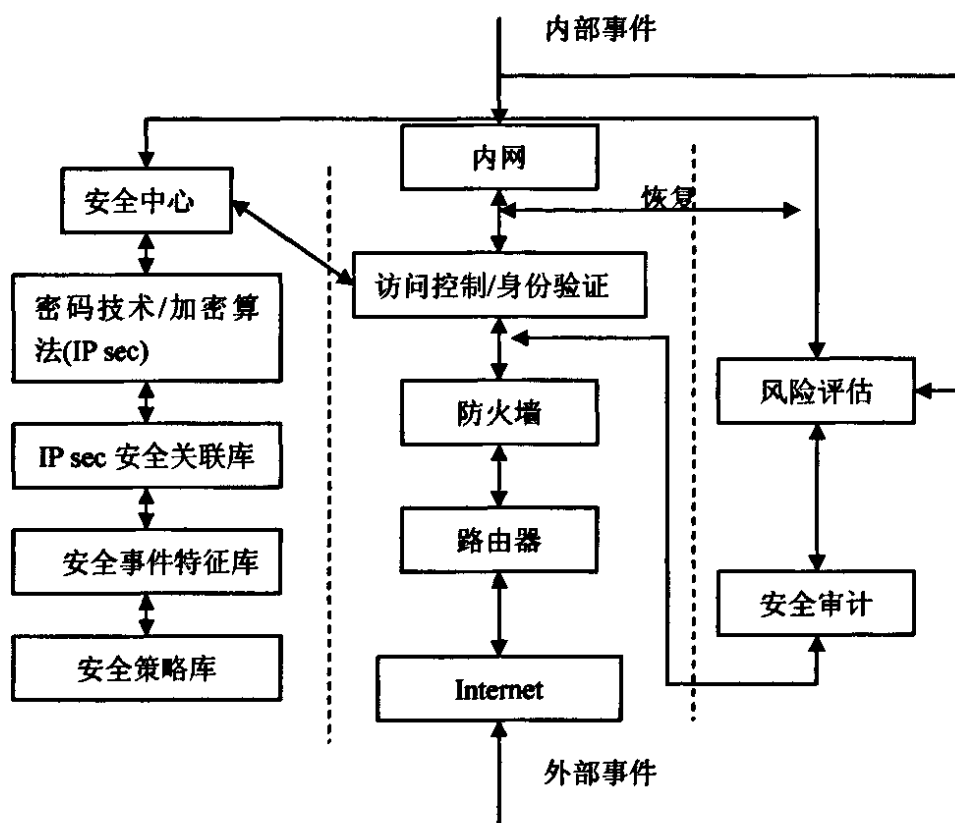 内部事件
内网
安全中心
恢复
访问控制/身份验证
密码技术/加密算
法(IP sec)
防火墙
风险评估
IP sec 安全关联库
路由器
安全事件特征库
安全审计
安全策略库
Internet
外部事件